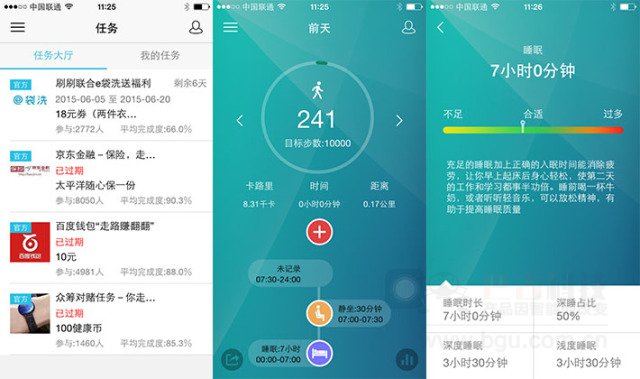 中国联通
11:25
任务
任务大厅
我的任务
官方
刷刷联合e袋洗送福利
剩余6天
2015-06-05 至 2015-06-20
e袋洗
18元券（两件衣...
参与:2772人
平均完成度:66.0%
官方
京东金融 – 保险，走...
已过期
太平洋随心保一份
参与:8050人
平均完成度:90.3%
官方
百度钱包“走路赚翻翻”
已过期
百度钱包
10元
参与:4981人
平均完成度:88.0%
官方
众筹对赌任务 – 你走...
已过期
100健康币
参与:1460人
平均完成度:85.3%
中国联通
11:25
前天
241
目标步数:10000
卡路里
时间
距离
8.31千卡
0小时0分钟
0.17公里
未记录
07:30-24:00
静坐:30分钟
07:00-07:30
睡眠:7小时
00:00-07:00
中国联通
11:26
睡眠
7小时0分钟
不足
合适
过多
充足的睡眠加上正确的入眠时间能消除疲
劳，让你早上起床后身心轻松，使第二天
的工作和学习都事半功倍。睡前喝一杯牛
奶，或者听听轻音乐，可以放松精神，有
助于提高睡眠质量
睡眠时长
7小时0分钟
深睡占比
50%
深度睡眠
3小时30分钟
浅度睡眠
3小时30分钟